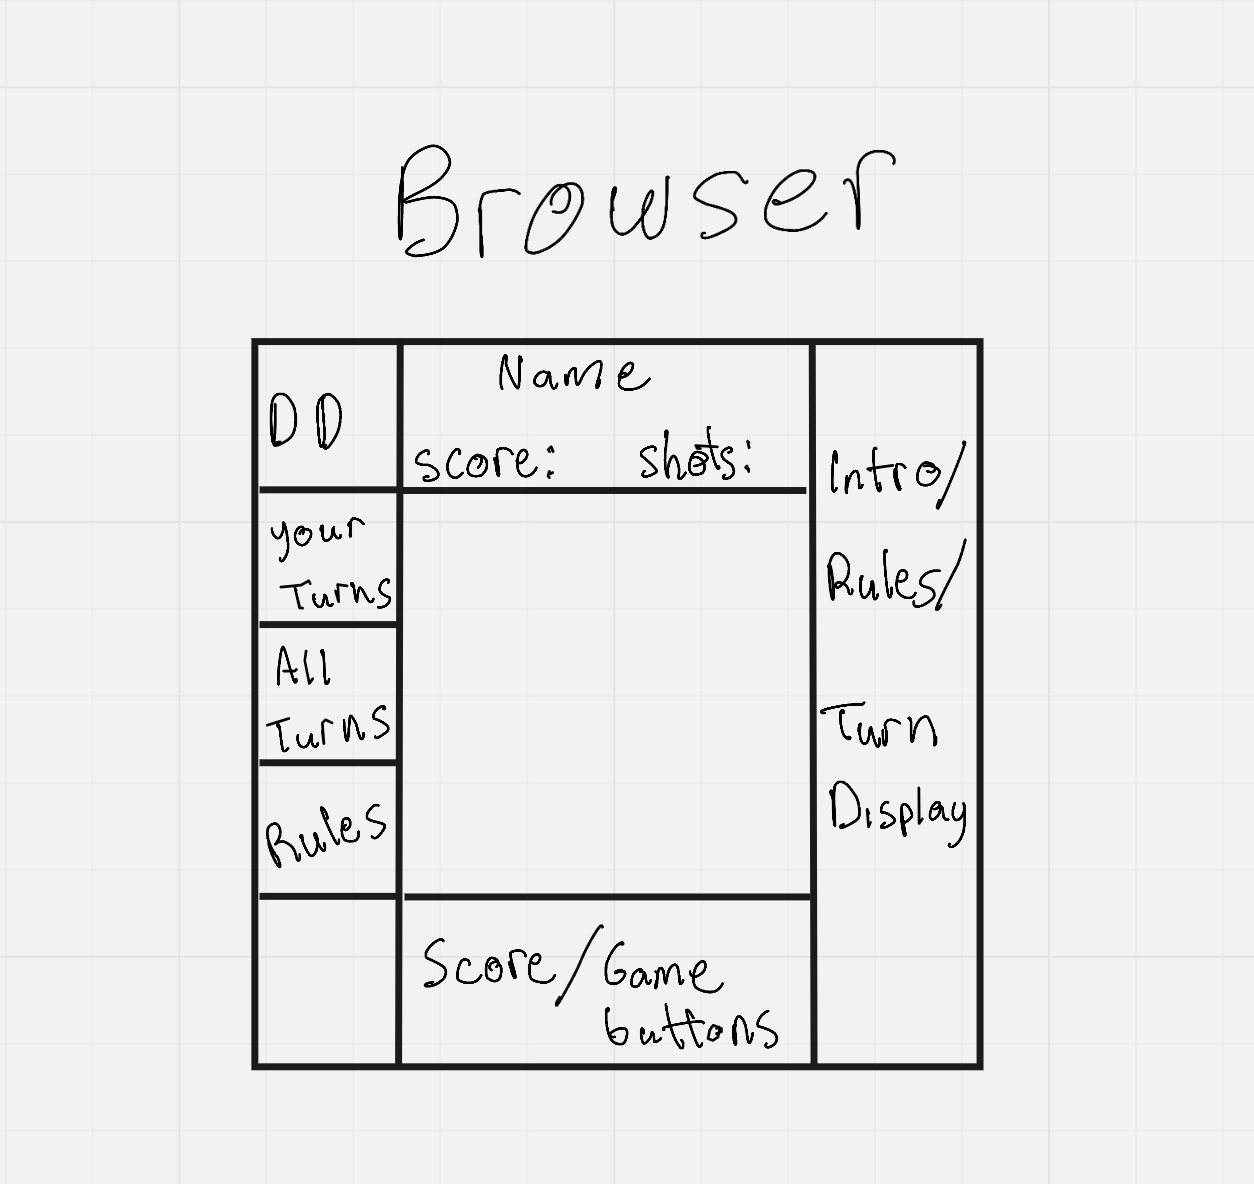 Browser
DD
Name
score: shots:
your
Turns
All
Turns
Rules
Score/Game
buttons
Intro/
Rules/
Turn
Display